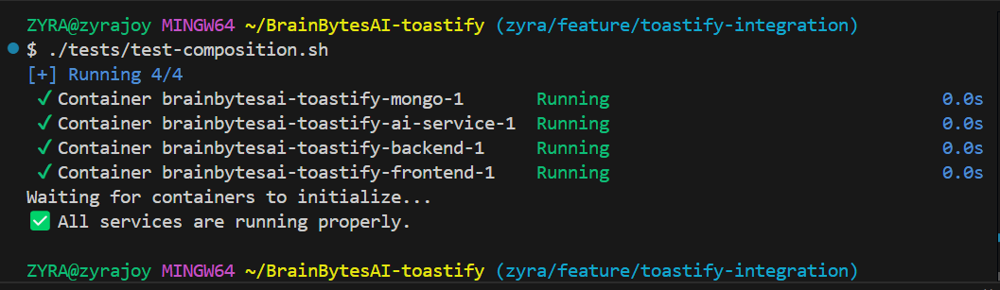 ZYRA@zyrajoy MINGW64 ~/BrainBytesAI-toastify (zyra/feature/toastify-integration)
$ ./tests/test-composition.sh
[+] Running 4/4
✔ Container brainbytesai-toastify-mongo-1 Running 0.0s
✔ Container brainbytesai-toastify-ai-service-1 Running 0.0s
✔ Container brainbytesai-toastify-backend-1 Running 0.0s
✔ Container brainbytesai-toastify-frontend-1 Running 0.0s
Waiting for containers to initialize...
✅ All services are running properly.
ZYRA@zyrajoy MINGW64 ~/BrainBytesAI-toastify (zyra/feature/toastify-integration)